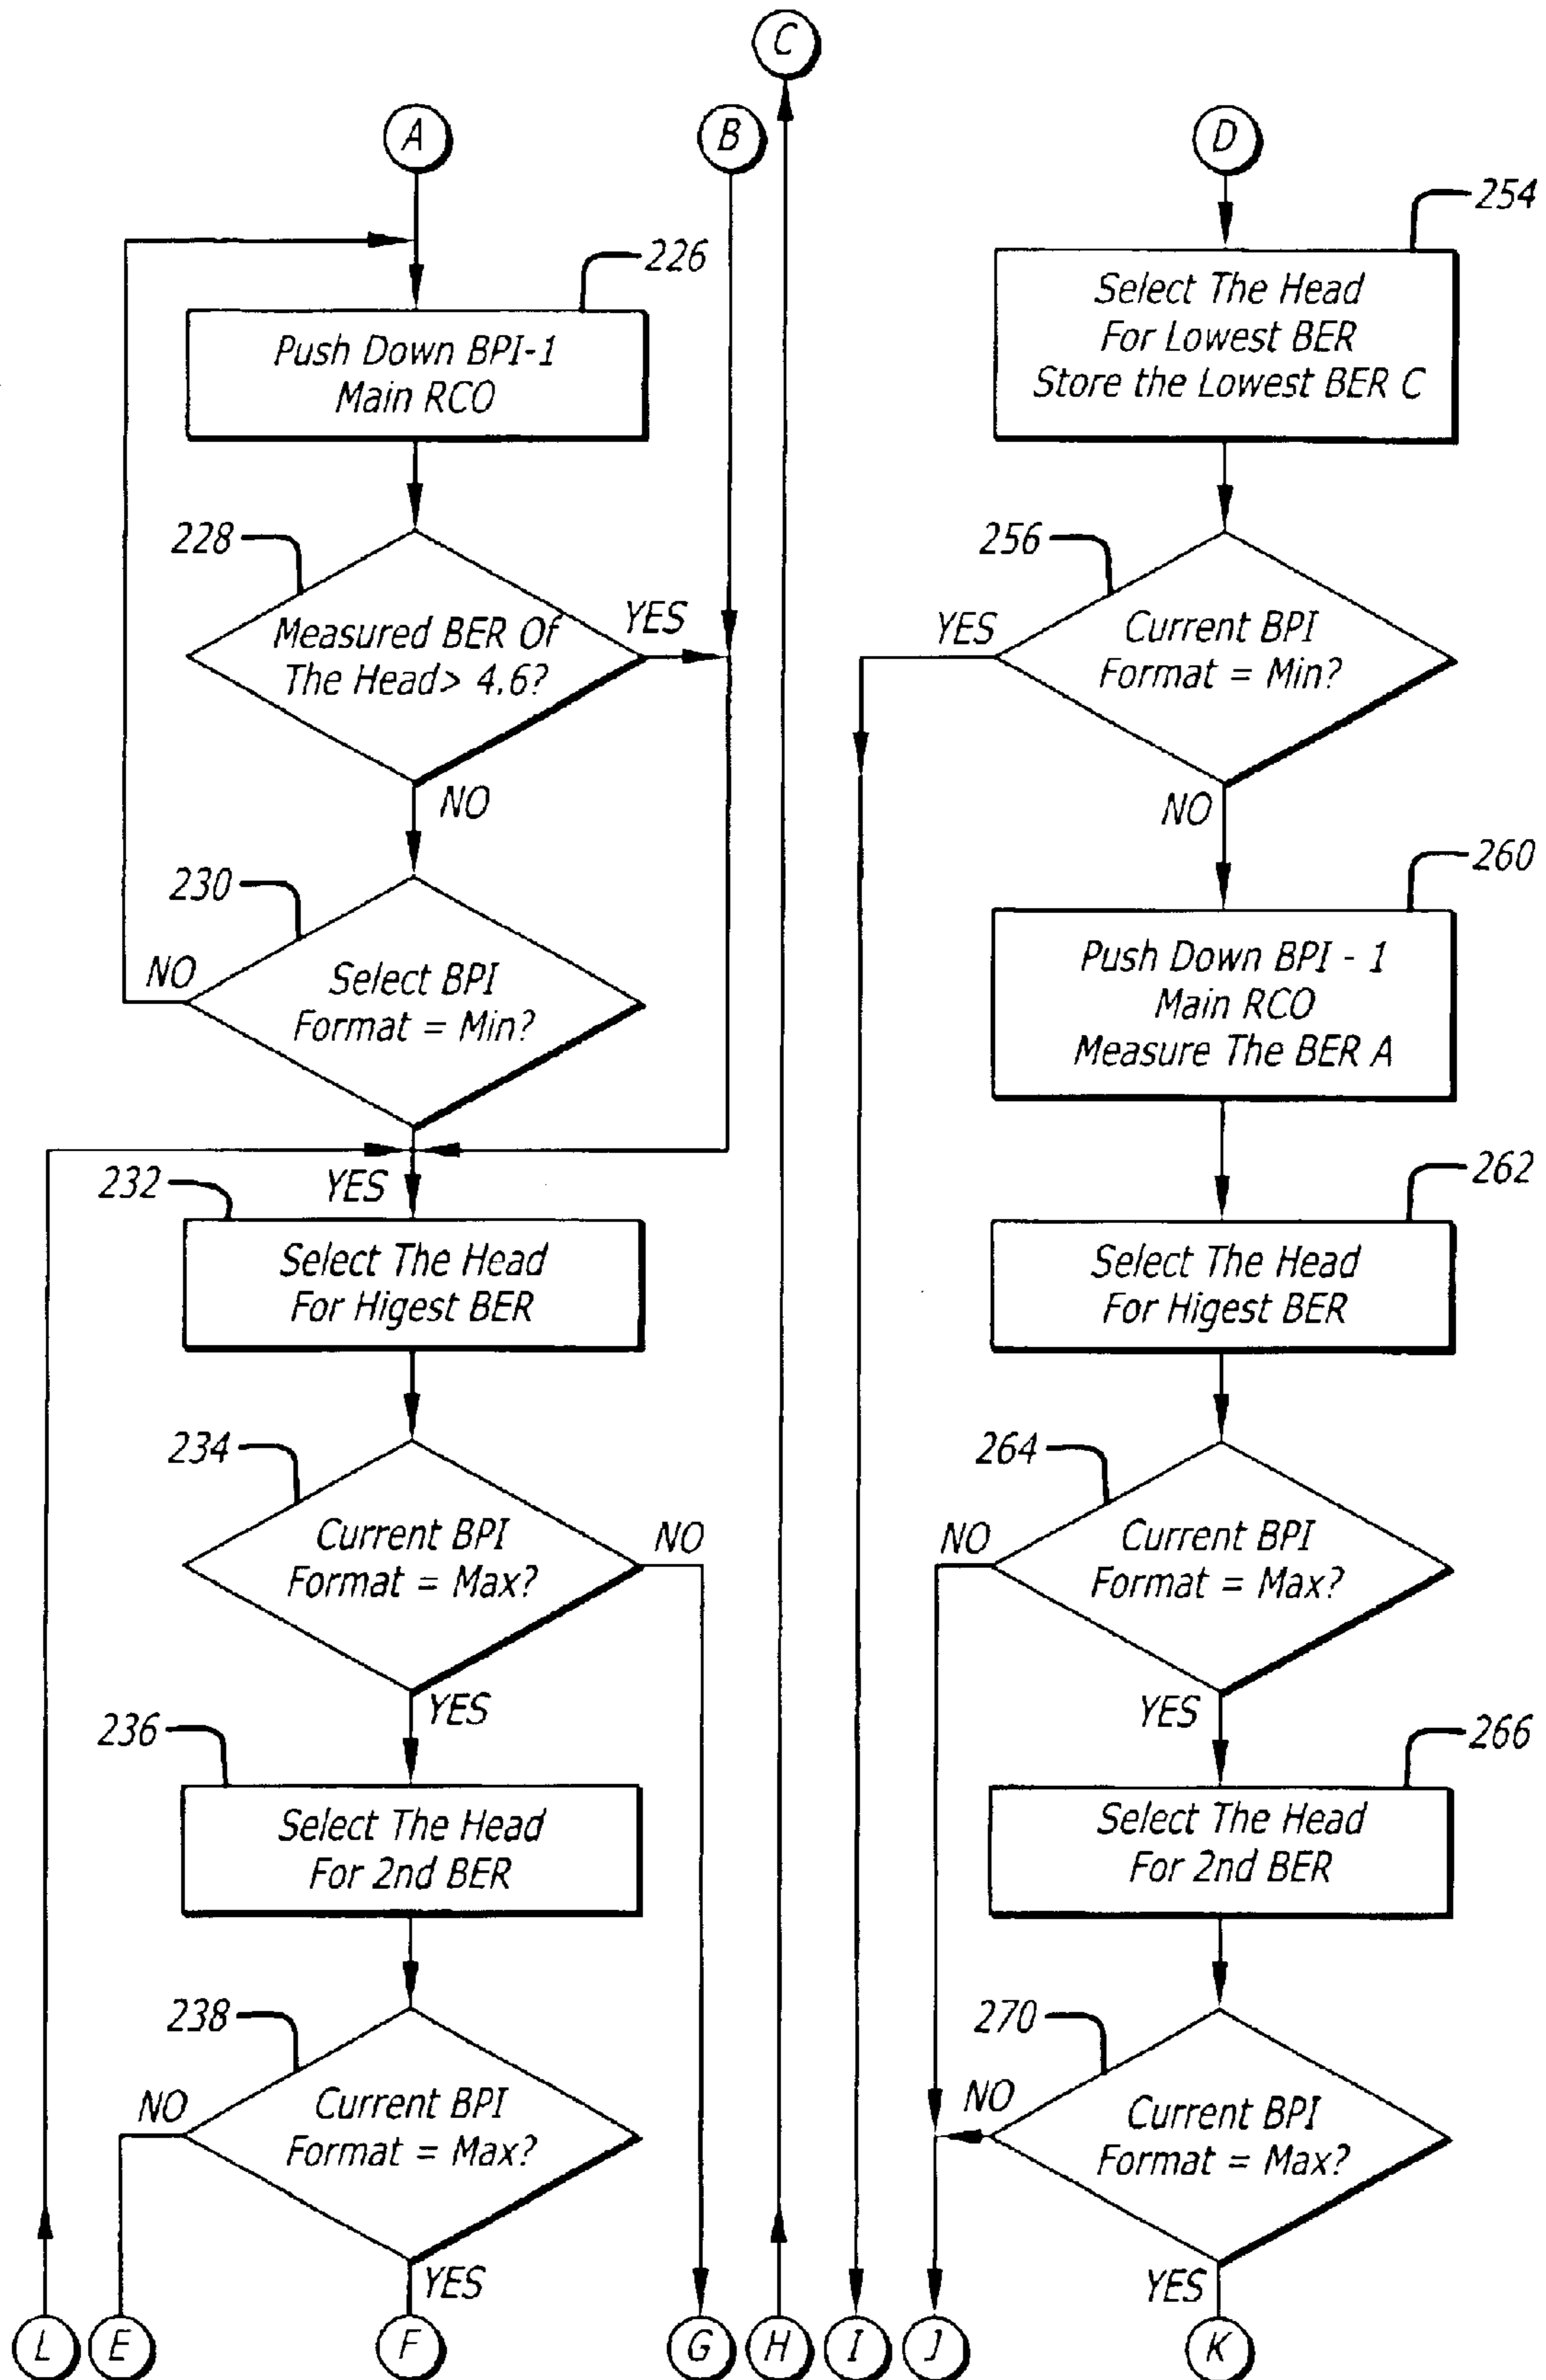 C
A
B
226
Push Down BPI-1
Main RCO
228
Measured BER Of
The Head> 4.6?
YES
NO
230
Select BPI
Format = Min?
NO
YES
232
Select The Head
For Higest BER
234
Current BPI
Format = Max?
NO
YES
236
Select The Head
For 2nd BER
238
Current BPI
Format = Max?
NO
YES
L
E
F
G
H
D
254
Select The Head
For Lowest BER
Store the Lowest BER C
256
Current BPI
Format = Min?
YES
NO
260
Push Down BPI - 1
Main RCO
Measure The BER A
262
Select The Head
For Higest BER
264
Current BPI
Format = Max?
NO
YES
266
Select The Head
For 2nd BER
270
Current BPI
Format = Max?
NO
YES
I
J
K